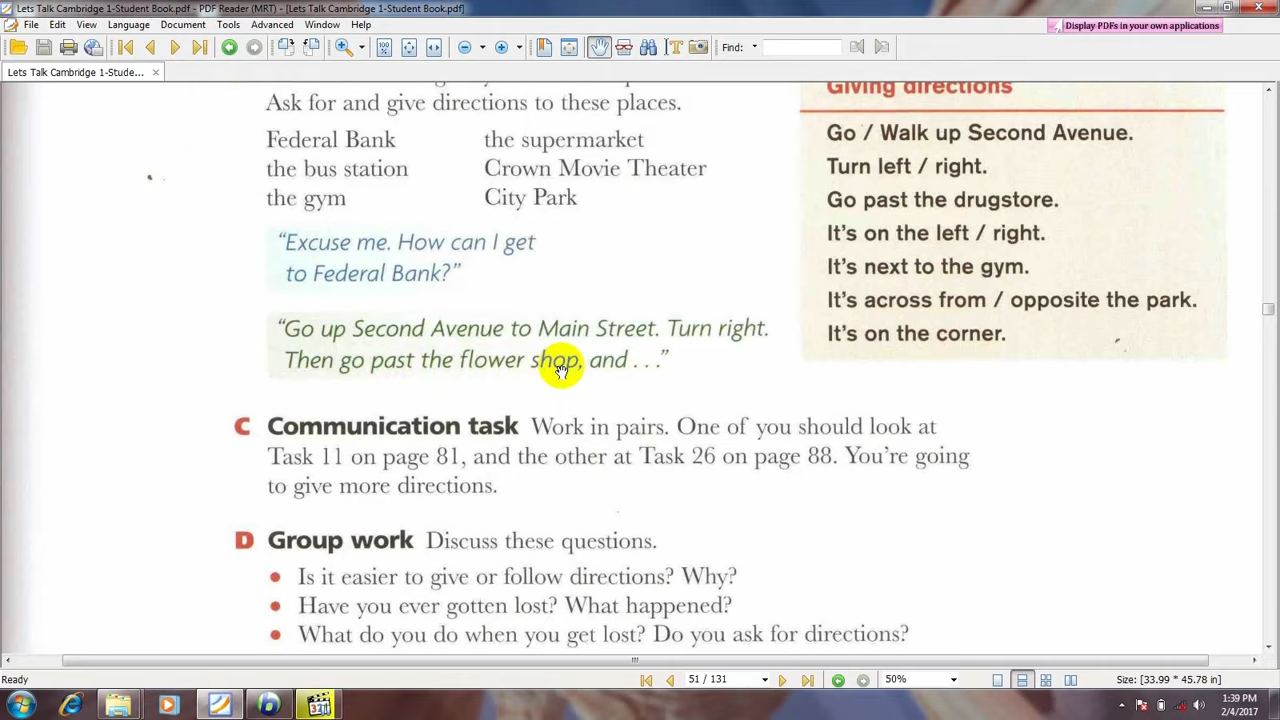 Lets Talk Cambridge 1-Student Book.pdf - PDF Reader (MRT) - [Lets Talk Cambridge 1-Student Book.pdf]
File Edit View Language Document Tools Advanced Window Help
Display PDFs in your own applications
Find:
Lets Talk Cambridge 1-Stude... ×
Ask for and give directions to these places.
Federal Bank the supermarket
the bus station Crown Movie Theater
the gym City Park
"Excuse me. How can I get
to Federal Bank?"
"Go up Second Avenue to Main Street. Turn right.
Then go past the flower shop, and . . ."
Giving directions
Go / Walk up Second Avenue.
Turn left / right.
Go past the drugstore.
It's on the left / right.
It's next to the gym.
It's across from / opposite the park.
It's on the corner.
C Communication task Work in pairs. One of you should look at
Task 11 on page 81, and the other at Task 26 on page 88. You're going
to give more directions.
D Group work Discuss these questions.
• Is it easier to give or follow directions? Why?
• Have you ever gotten lost? What happened?
• What do you do when you get lost? Do you ask for directions?
Ready 51 / 131 50% Size: [33.99 * 45.78 in]
321
1:39 PM
2/4/2017